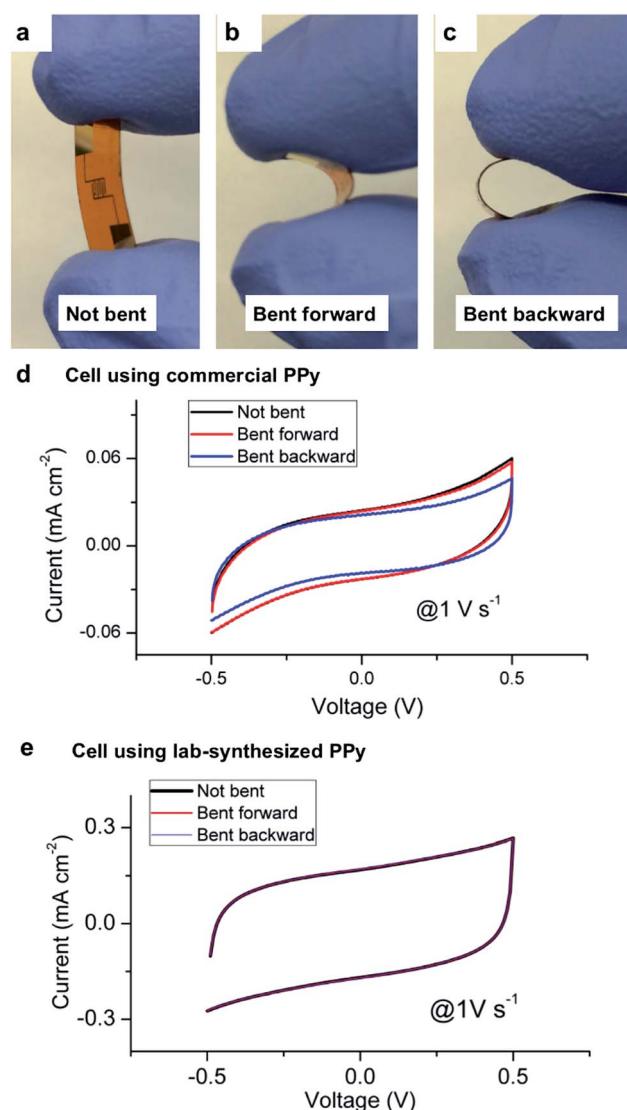 a
b
c
Not bent
Bent forward
Bent backward
d Cell using commercial PPy
Not bent
Bent forward
Bent backward
0.06
0.00
-0.06
Current (mA cm⁻²)
@1 V s⁻¹
-0.5
0.0
0.5
Voltage (V)
e Cell using lab-synthesized PPy
Not bent
Bent forward
Bent backward
0.3
0.0
-0.3
Current (mA cm⁻²)
@1V s⁻¹
-0.5
0.0
0.5
Voltage (V)